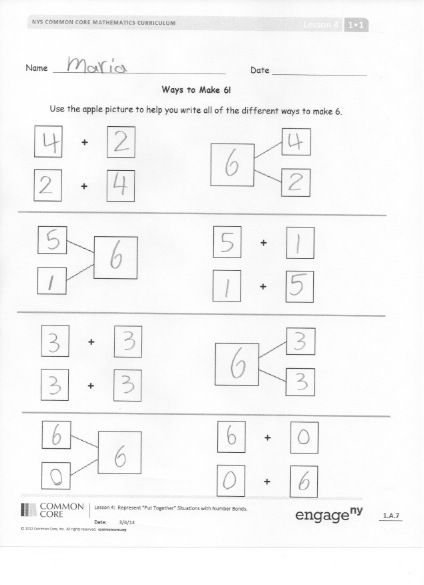 NYS COMMON CORE MATHEMATICS CURRICULUM Lesson 4 1•1
Name Maria Date
Ways to Make 6!
Use the apple picture to help you write all of the different ways to make 6.
4 + 2
2 + 4
6 4 2
5 1 6
5 + 1
1 + 5
3 + 3
3 + 3
6 3 3
6 0 6
6 + 0
0 + 6
COMMON CORE
Lesson 4: Represent "Put Together" Situations with Number Bonds.
Date: 3/4/14
engageny
1.A.7
© 2013 Common Core, Inc. All rights reserved. commoncore.org